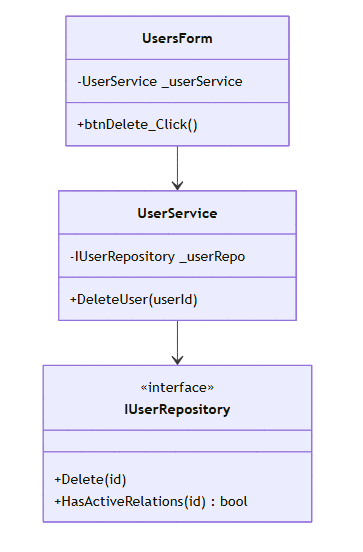 UsersForm
-UserService _userService
+btnDelete_Click()
UserService
-IUserRepository _userRepo
+DeleteUser(userId)
«interface»
IUserRepository
+Delete(id)
+HasActiveRelations(id) : bool